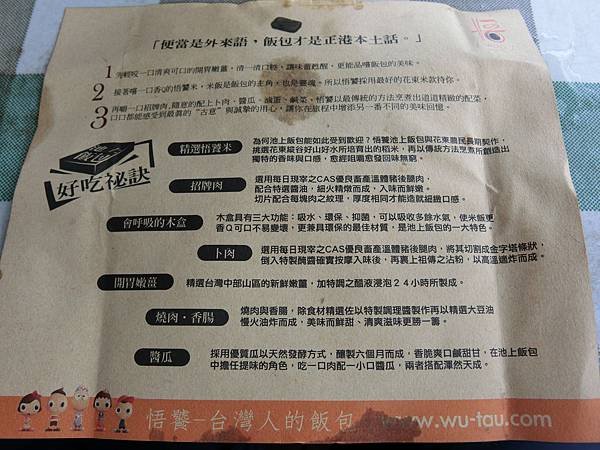 「便當是外來語，飯包才是正港本土話。」
1 先輕咬一口清爽可口的開胃嫩薑，清一清口腔、讓味蕾甦醒，更能品嚐飯包的美味。
2 接著嚐一口香Q的悟饕米，米飯是飯包的主角，也是靈魂。所以悟饕採用最好的花東米款待你。
3 再嚼一口招牌肉，隨意的配上卜肉、醬瓜、滷蛋、鹹菜，悟饕以最傳統的方法烹煮出道道精緻的配菜，
口口都能感受到最真的“古意”與誠摯的用心，讓你在旅程中增添另一番不同的美味回憶。
池上飯包
好吃祕訣
精選悟饕米
為何池上飯包能如此受到歡迎？悟饕池上飯包與花東農民長期契作，
挑選花東縱谷好山好水所培育出的稻米，再以傳統方法烹煮所創造出
獨特的香味與口感，愈經咀嚼愈發回味無窮。
招牌肉
選用每日現宰之CAS優良畜產溫體豬後腿肉，
配合特選醬油，細火精燉而成，入味而鮮嫩。
切片配合每塊肉之紋理，厚度相同才能造就細緻口感。
會呼吸的木盒
木盒具有三大功能：吸水、環保、抑菌，可以吸收多餘水氣，使米飯更
香Q可口不易變壞，更兼具環保的最佳材質，是池上飯包的一大特色。
卜肉
選用每日現宰之CAS優良畜產溫體豬後腿肉，將其切割成金字塔條狀，
倒入特製醃醬確實按摩入味後，再裹上祖傳之沾粉，以高溫適炸而成。
開胃嫩薑
精選台灣中部山區的新鮮嫩薑，加特調之醋液浸泡24小時所製成。
燒肉・香腸
燒肉與香腸，除食材精選佐以特製調理醬製作再以精選大豆油
慢火油炸而成，美味而鮮甜、清爽滋味更勝一籌。
醬瓜
採用優質瓜以天然發酵方式，釀製六個月而成，香脆爽口鹹甜甘，在池上飯包
中擔任提味的角色，吃一口肉配一小口醬瓜，兩者搭配渾然天成。
悟饕—台灣人的飯包
www.wu-tau.com